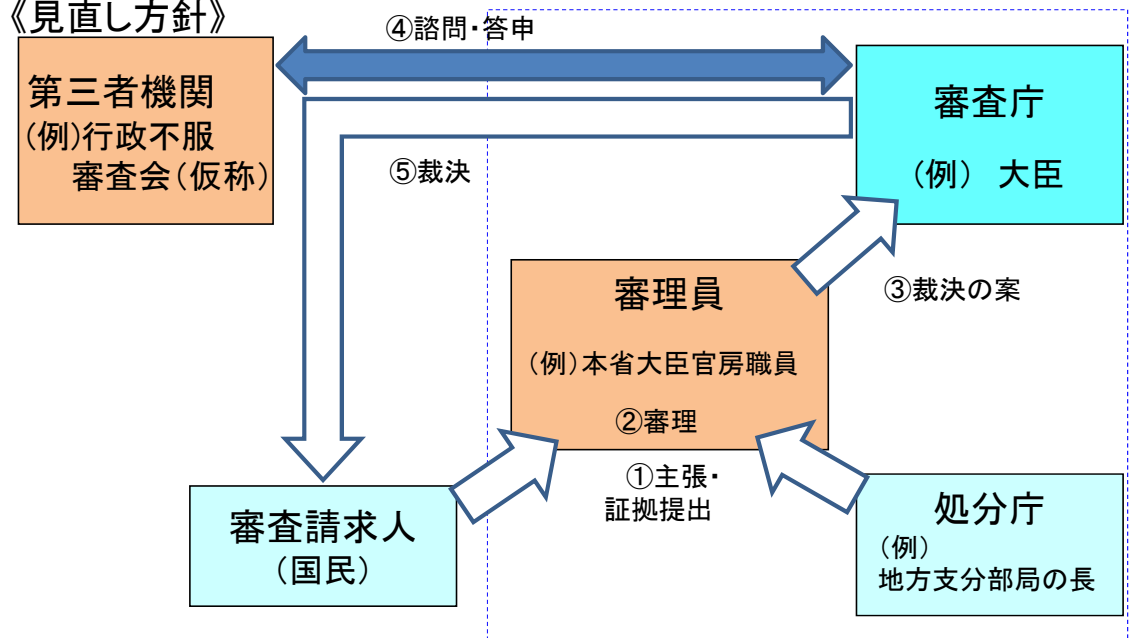 《見直し方針》
④諮問・答申
第三者機関
(例)行政不服
審査会(仮称)
審査庁
(例) 大臣
⑤裁決
審理員
(例)本省大臣官房職員
②審理
③裁決の案
①主張・
証拠提出
審査請求人
(国民)
処分庁
(例)
地方支分部局の長